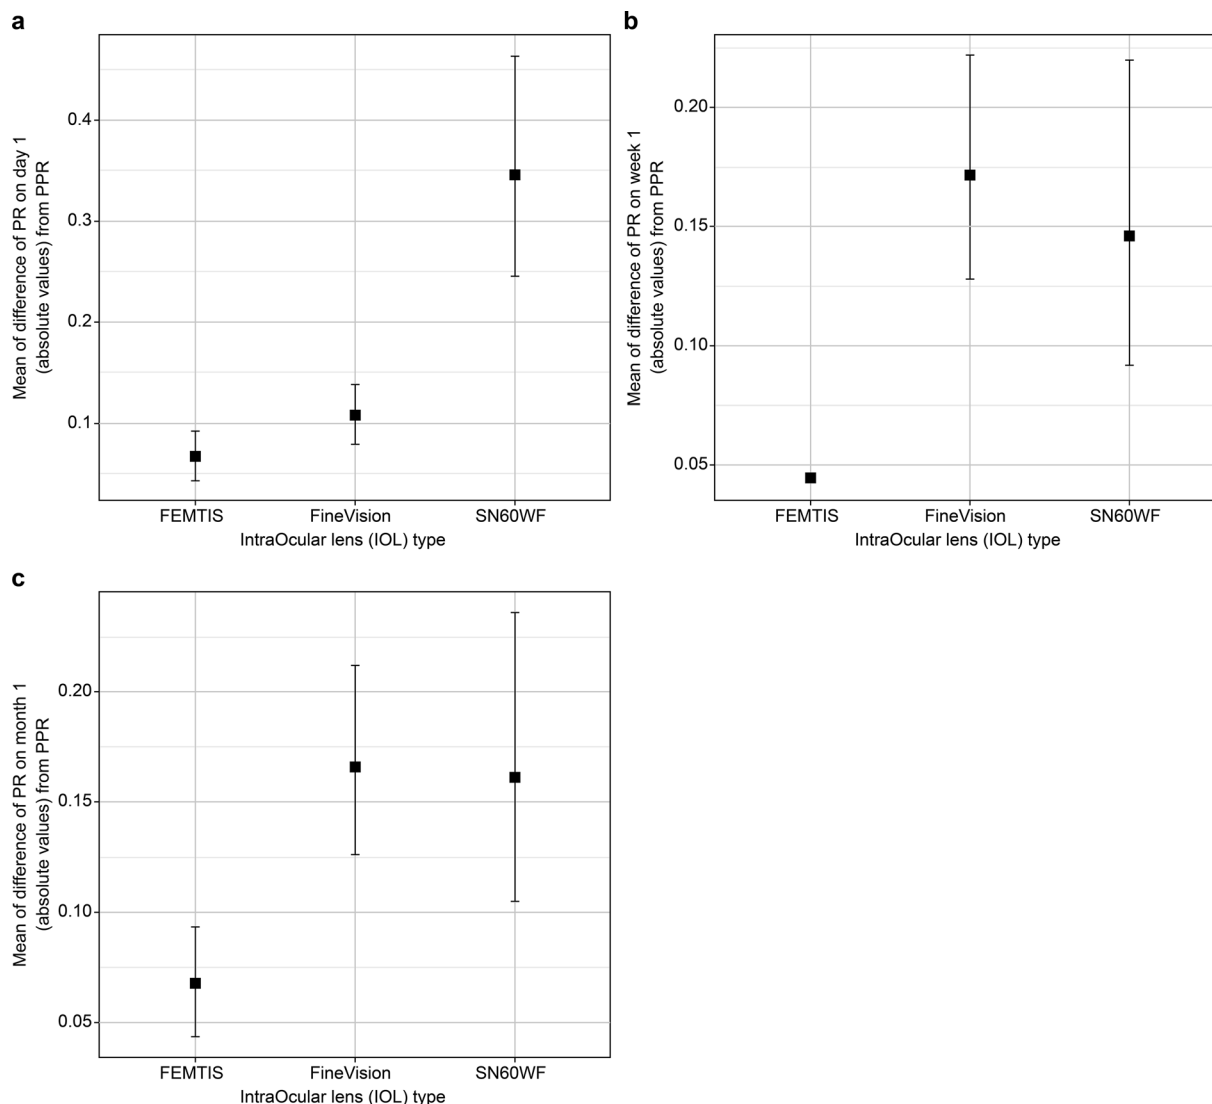 a
Mean of difference of PR on day 1
(absolute values) from PPR
0.4
0.3
0.2
0.1
FEMTIS FineVision SN60WF
IntraOcular lens (IOL) type
b
Mean of difference of PR on week 1
(absolute values) from PPR
0.20
0.15
0.10
0.05
FEMTIS FineVision SN60WF
IntraOcular lens (IOL) type
c
Mean of difference of PR on month 1
(absolute values) from PPR
0.20
0.15
0.10
0.05
FEMTIS FineVision SN60WF
IntraOcular lens (IOL) type